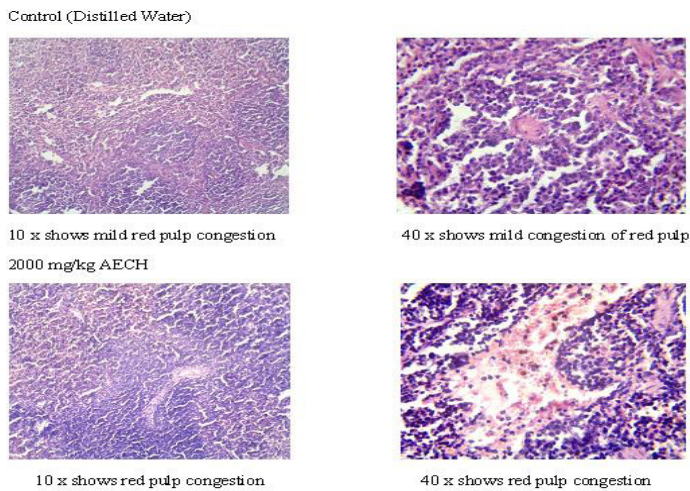 Control (Distilled Water)
10 x shows mild red pulp congestion
40 x shows mild congestion of red pulp
2000 mg/kg AECH
10 x shows red pulp congestion
40 x shows red pulp congestion